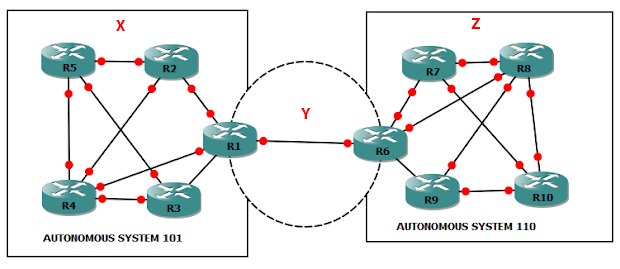 X
Z
R5
R2
R7
R8
Y
R1
R6
R4
R3
R9
R10
AUTONOMOUS SYSTEM 101
AUTONOMOUS SYSTEM 110